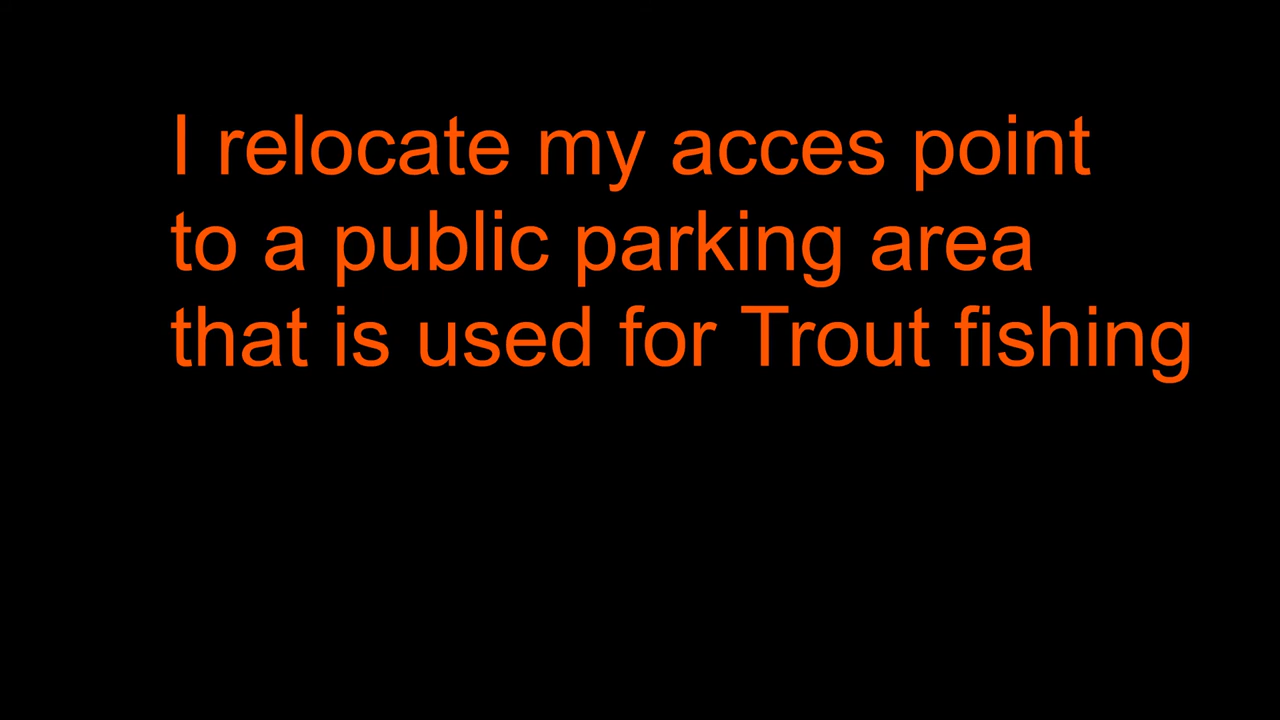 I relocate my acces point
to a public parking area
that is used for Trout fishing